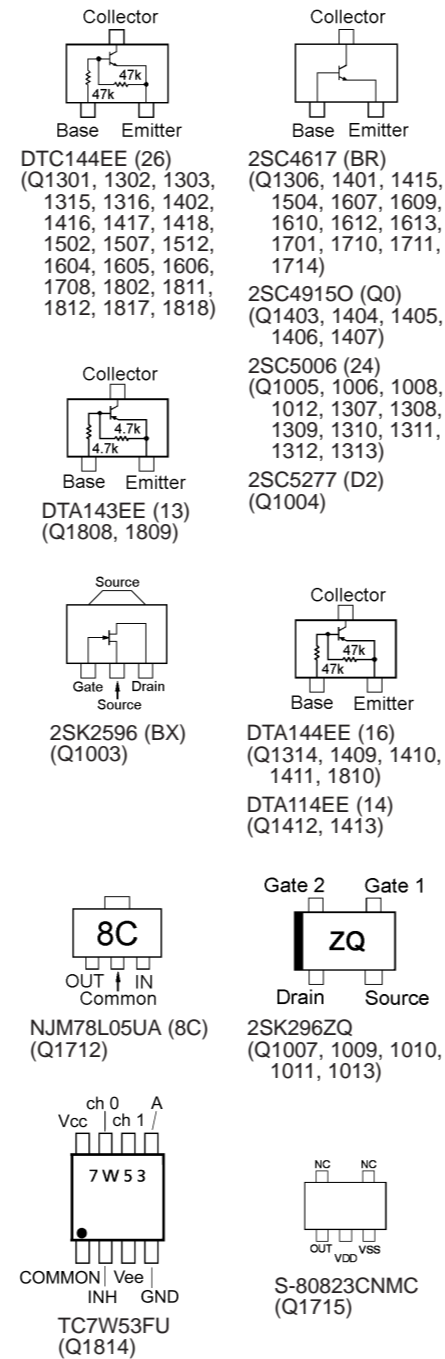 Collector
47k
47k
Base Emitter
DTC144EE (26)
(Q1301, 1302, 1303,
1315, 1316, 1402,
1416, 1417, 1418,
1502, 1507, 1512,
1604, 1605, 1606,
1708, 1802, 1811,
1812, 1817, 1818)
Collector
4.7k
4.7k
Base Emitter
DTA143EE (13)
(Q1808, 1809)
Source
Gate Drain
Source
2SK2596 (BX)
(Q1003)
8C
OUT IN
Common
NJM78L05UA (8C)
(Q1712)
ch 0 A
Vcc ch 1
7 W 5 3
COMMON Vee
INH GND
TC7W53FU
(Q1814)
Collector
Base Emitter
2SC4617 (BR)
(Q1306, 1401, 1415,
1504, 1607, 1609,
1610, 1612, 1613,
1701, 1710, 1711,
1714)
2SC4915O (Q0)
(Q1403, 1404, 1405,
1406, 1407)
2SC5006 (24)
(Q1005, 1006, 1008,
1012, 1307, 1308,
1309, 1310, 1311,
1312, 1313)
2SC5277 (D2)
(Q1004)
Collector
47k
47k
Base Emitter
DTA144EE (16)
(Q1314, 1409, 1410,
1411, 1810)
DTA114EE (14)
(Q1412, 1413)
Gate 2 Gate 1
ZQ
Drain Source
2SK296ZQ
(Q1007, 1009, 1010,
1011, 1013)
NC NC
OUT VDD VSS
S-80823CNMC
(Q1715)